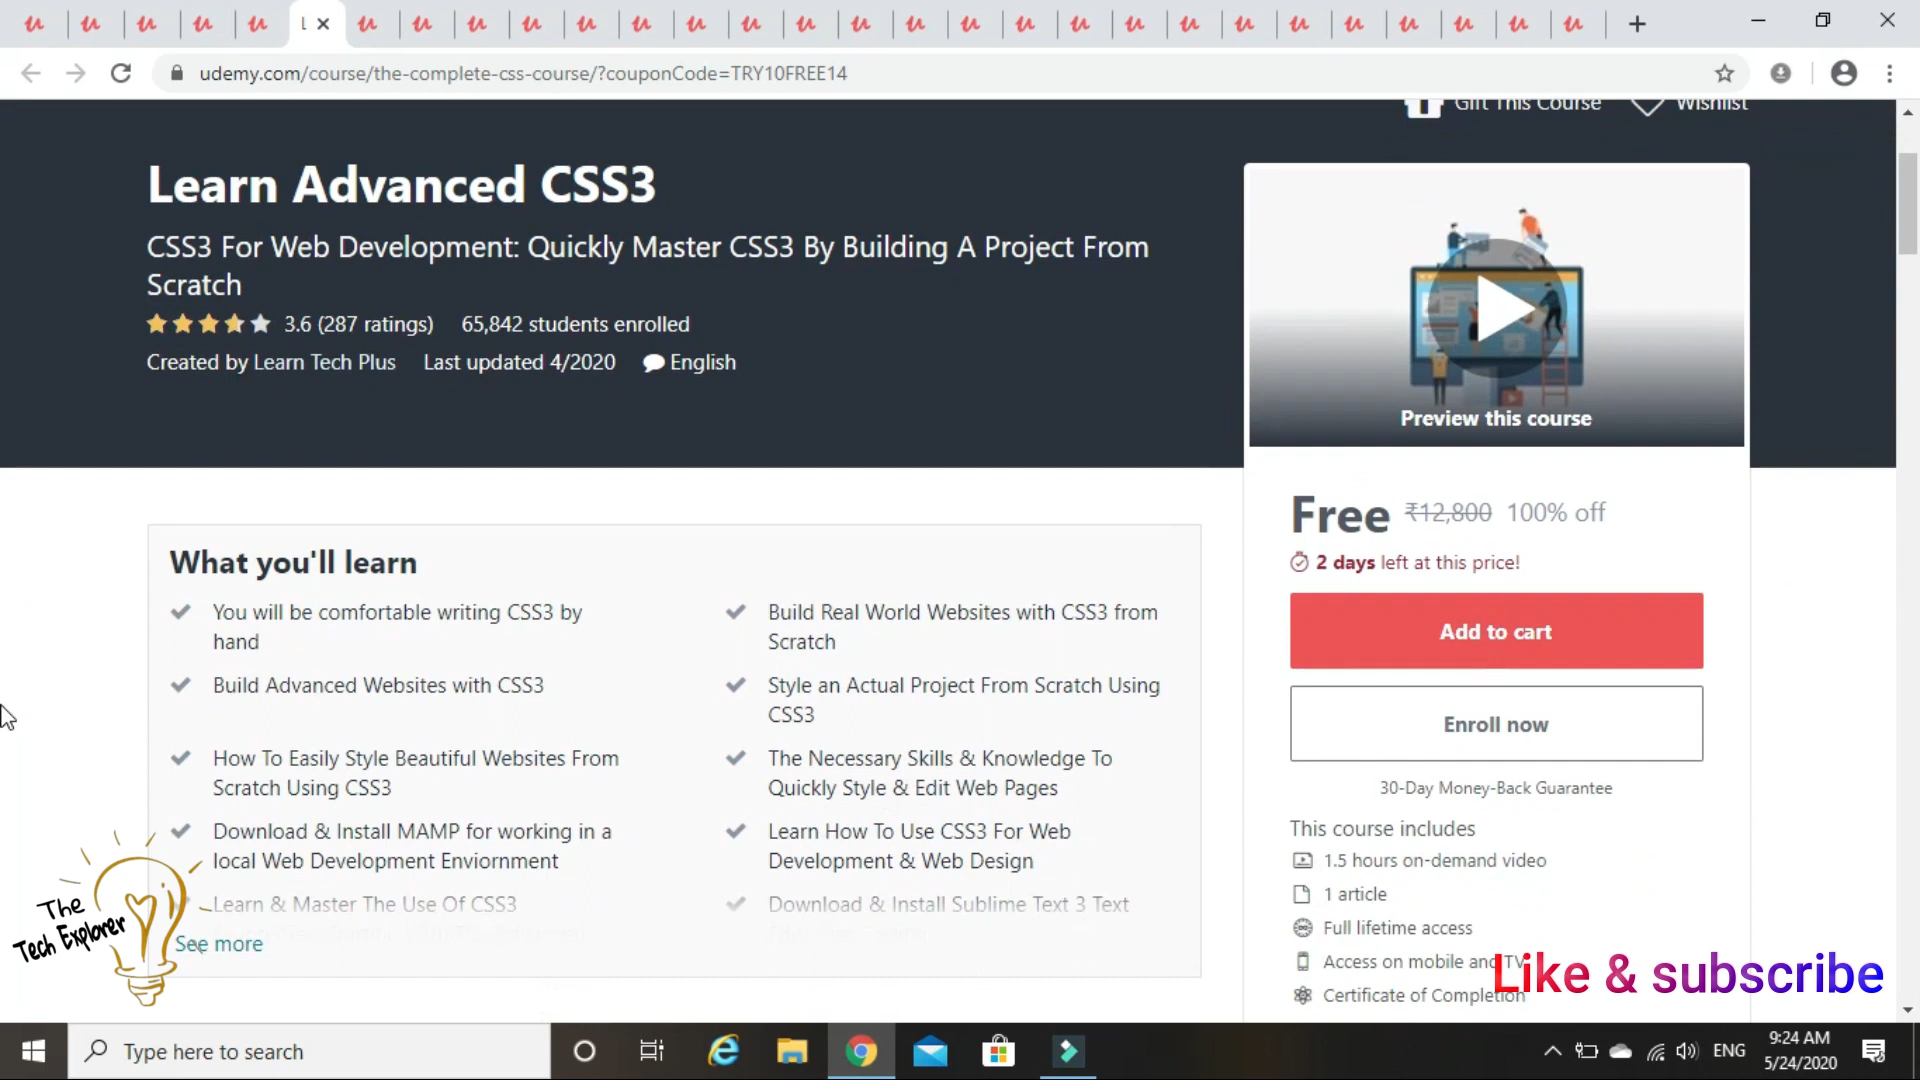 L
udemy.com/course/the-complete-css-course/?couponCode=TRY10FREE14
Gift This Course Wishlist
Learn Advanced CSS3
CSS3 For Web Development: Quickly Master CSS3 By Building A Project From
Scratch
3.6 (287 ratings) 65,842 students enrolled
Created by Learn Tech Plus Last updated 4/2020 English
Preview this course
Free ₹12,800 100% off
2 days left at this price!
Add to cart
Enroll now
30-Day Money-Back Guarantee
This course includes
1.5 hours on-demand video
1 article
Full lifetime access
Access on mobile and TV
Certificate of Completion
What you'll learn
You will be comfortable writing CSS3 by
hand
Build Advanced Websites with CSS3
How To Easily Style Beautiful Websites From
Scratch Using CSS3
Download & Install MAMP for working in a
local Web Development Enviornment
Learn & Master The Use Of CSS3
See more
Build Real World Websites with CSS3 from
Scratch
Style an Actual Project From Scratch Using
CSS3
The Necessary Skills & Knowledge To
Quickly Style & Edit Web Pages
Learn How To Use CSS3 For Web
Development & Web Design
Download & Install Sublime Text 3 Text
The
Tech Explorer
Like & subscribe
Type here to search
ENG
9:24 AM
5/24/2020